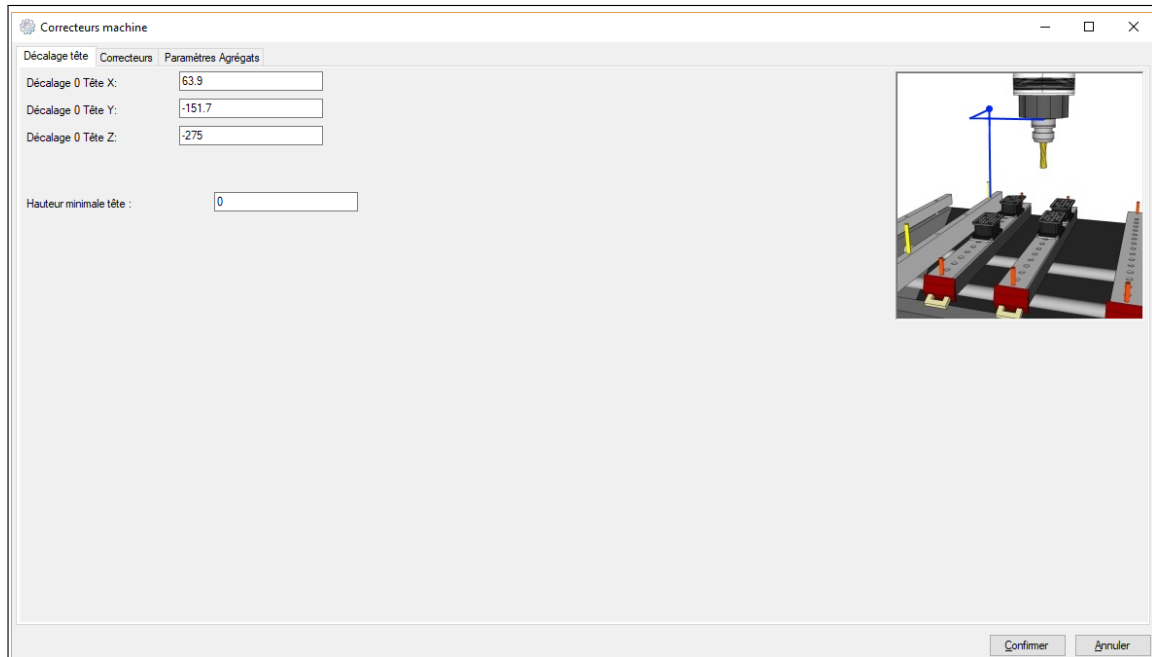 Correcteurs machine
Décalage tête Correcteurs Paramètres Agrégats
Décalage 0 Tête X: 63.9
Décalage 0 Tête Y: -151.7
Décalage 0 Tête Z: -275
Hauteur minimale tête : 0
Confirmer Annuler